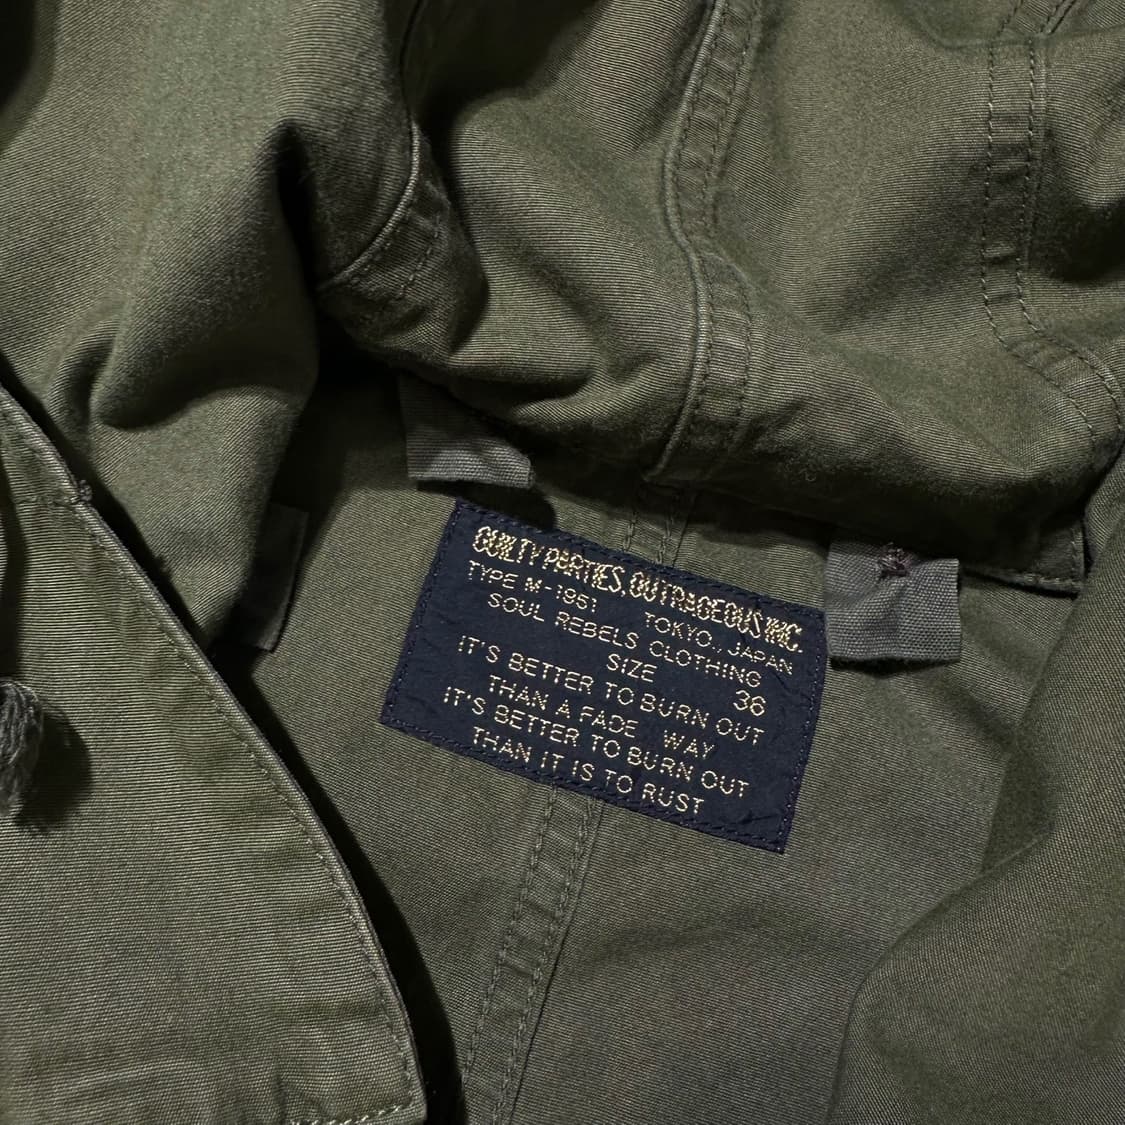 GUILTY PARTIES, OUTRAGEOUS INC.
TYPE M-1951 TOKYO., JAPAN
SOUL REBELS CLOTHING
SIZE 36
IT'S BETTER TO BURN OUT
THAN A FADE WAY
IT'S BETTER TO BURN OUT
THAN IT IS TO RUST